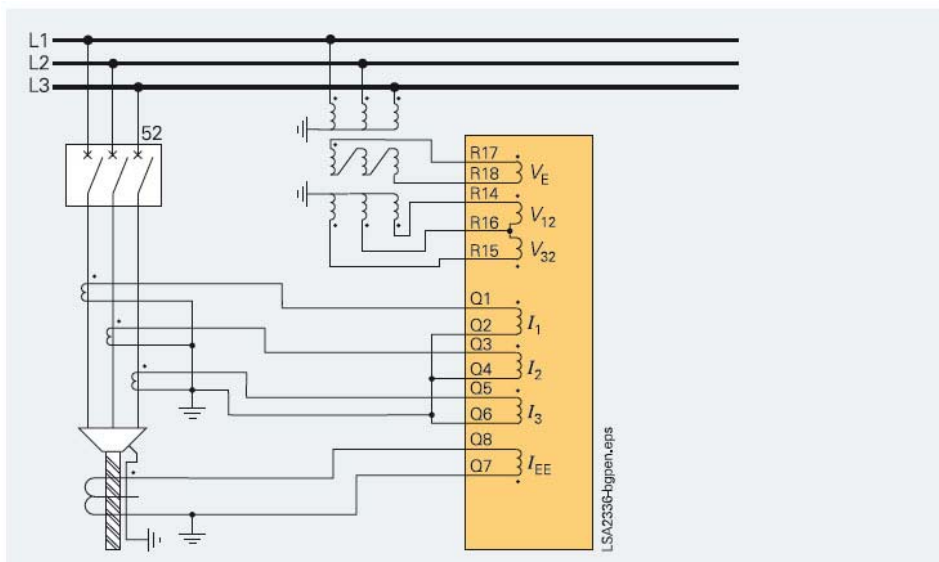 L1
L2
L3
52
R17
R18
V_E
R14
V_12
R16
R15
V_32
Q1
Q2
I_1
Q3
Q4
I_2
Q5
Q6
I_3
Q8
Q7
I_EE
LSA2336-bgpen.eps